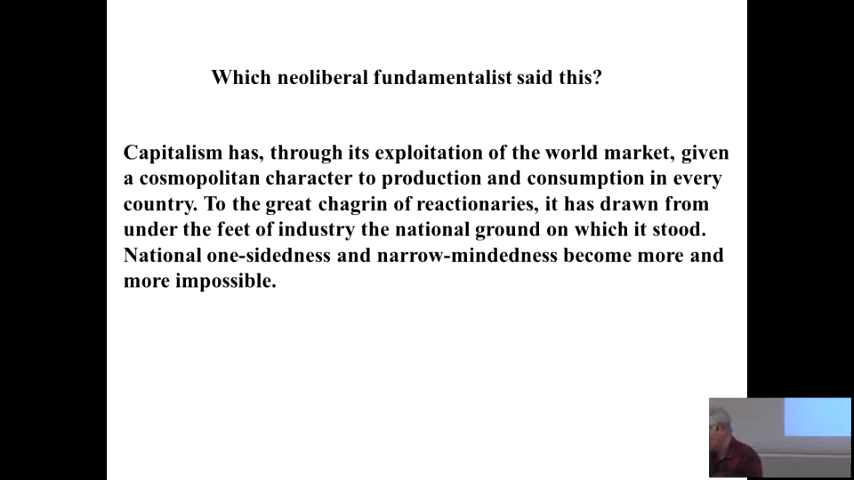 Which neoliberal fundamentalist said this?
Capitalism has, through its exploitation of the world market, given
a cosmopolitan character to production and consumption in every
country. To the great chagrin of reactionaries, it has drawn from
under the feet of industry the national ground on which it stood.
National one-sidedness and narrow-mindedness become more and
more impossible.